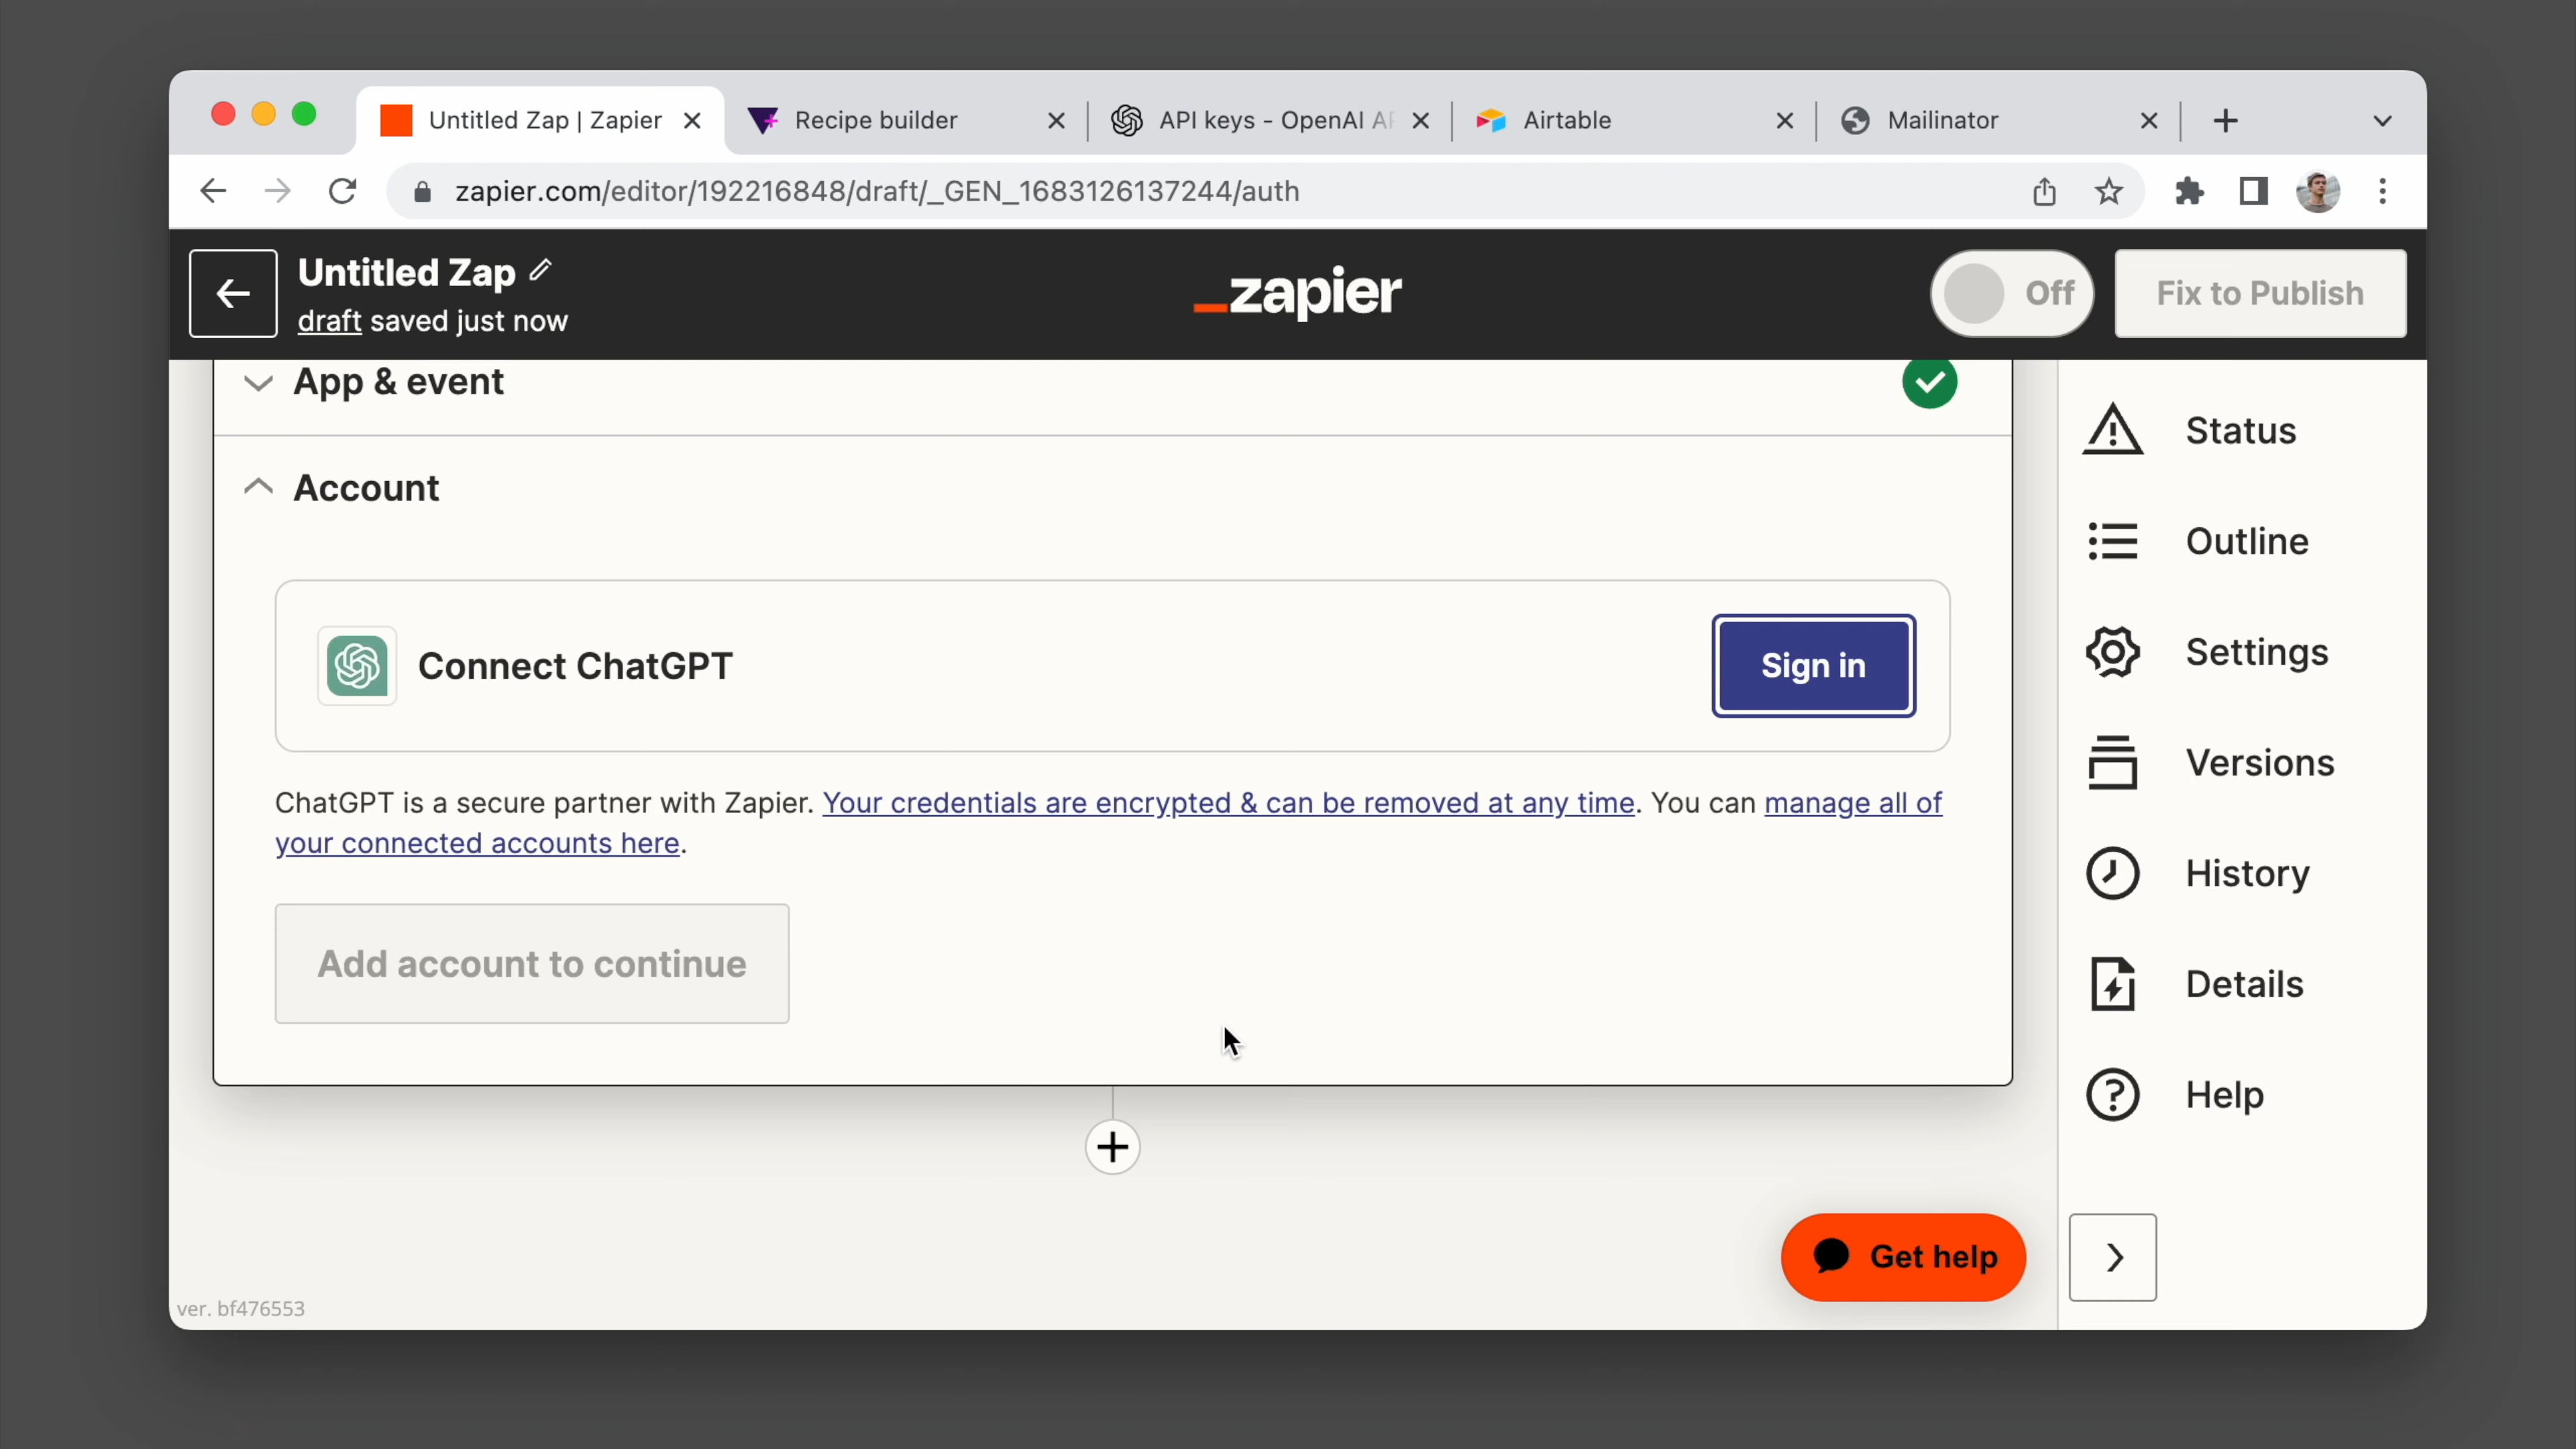 Untitled Zap | Zapier
Recipe builder
API keys - OpenAI AP
Airtable
Mailinator
zapier.com/editor/192216848/draft/_GEN_1683126137244/auth
Untitled Zap
draft saved just now
zapier
Off
Fix to Publish
App & event
Account
Connect ChatGPT
Sign in
ChatGPT is a secure partner with Zapier. Your credentials are encrypted & can be removed at any time. You can manage all of
your connected accounts here.
Add account to continue
Status
Outline
Settings
Versions
History
Details
Help
Get help
ver. bf476553